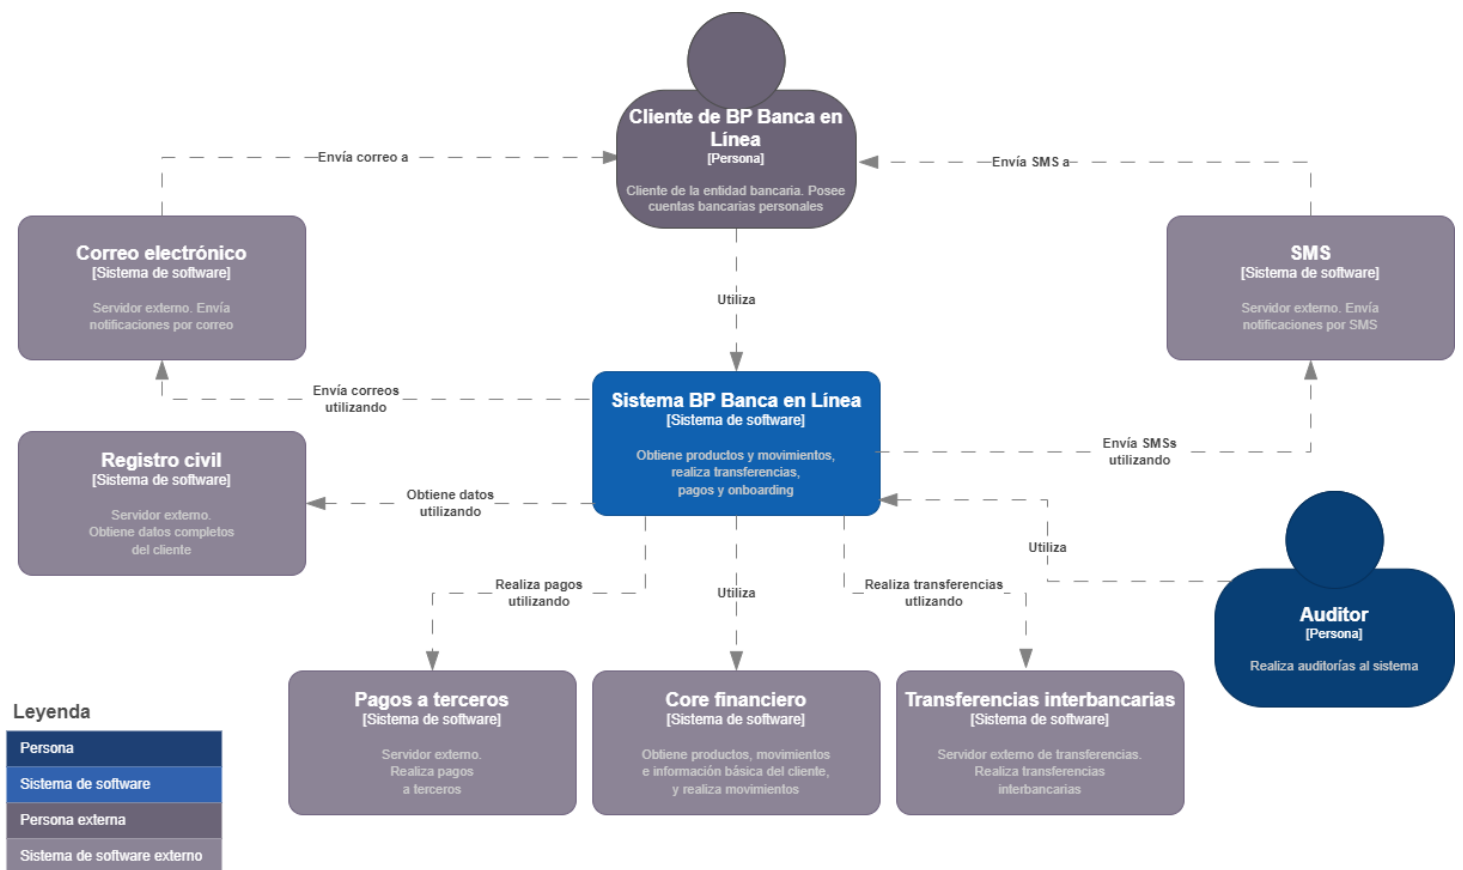 Cliente de BP Banca en
Línea
[Persona]
Cliente de la entidad bancaria. Posee
cuentas bancarias personales
Envía correo a
Envía SMS a
Correo electrónico
[Sistema de software]
Servidor externo. Envía
notificaciones por correo
SMS
[Sistema de software]
Servidor externo. Envía
notificaciones por SMS
Utiliza
Envía correos
utilizando
Sistema BP Banca en Línea
[Sistema de software]
Obtiene productos y movimientos,
realiza transferencias,
pagos y onboarding
Envía SMSs
utilizando
Registro civil
[Sistema de software]
Servidor externo.
Obtiene datos completos
del cliente
Obtiene datos
utilizando
Utiliza
Realiza pagos
utilizando
Utiliza
Realiza transferencias
utlizando
Auditor
[Persona]
Realiza auditorías al sistema
Pagos a terceros
[Sistema de software]
Servidor externo.
Realiza pagos
a terceros
Core financiero
[Sistema de software]
Obtiene productos, movimientos
e información básica del cliente,
y realiza movimientos
Transferencias interbancarias
[Sistema de software]
Servidor externo de transferencias.
Realiza transferencias
interbancarias
Leyenda
Persona
Sistema de software
Persona externa
Sistema de software externo